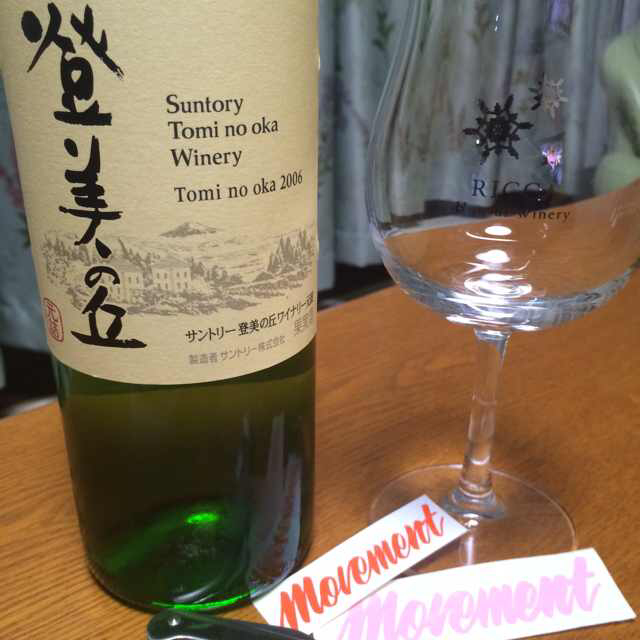 登美の丘
Suntory
Tomi no oka
Winery
Tomi no oka 2006
サントリー登美の丘ワイナリー
製造者 サントリー株式会社
RICCI
Winery
Movement
Movement